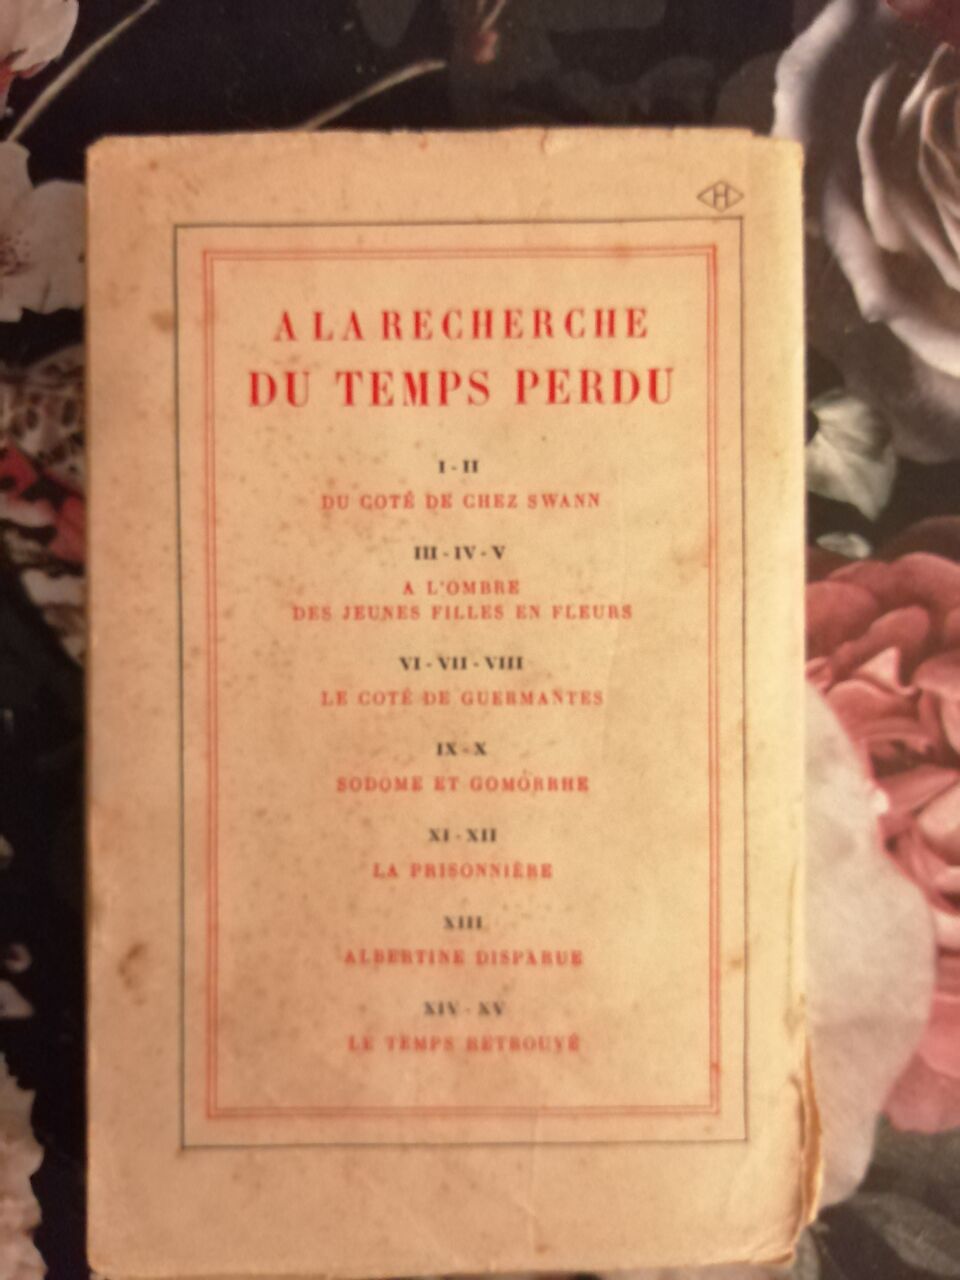 H
A LA RECHERCHE
DU TEMPS PERDU
I - II
DU COTÉ DE CHEZ SWANN
III - IV - V
A L'OMBRE
DES JEUNES FILLES EN FLEURS
VI - VII - VIII
LE COTÉ DE GUERMANTES
IX - X
SODOME ET GOMORRHE
XI - XII
LA PRISONNIÈRE
XIII
ALBERTINE DISPARUE
XIV - XV
LE TEMPS RETROUVÉ